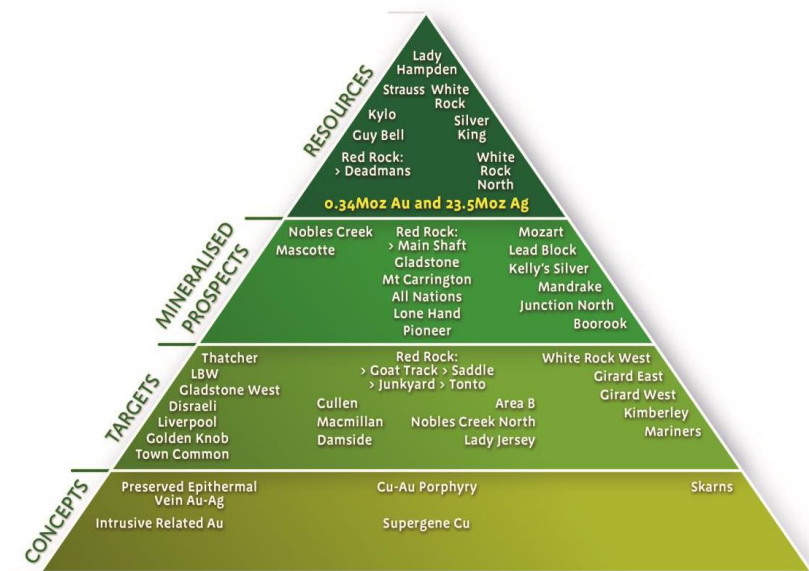 RESOURCES
Lady
Hampden
Strauss White
Rock
Kylo
Silver
King
Guy Bell
Red Rock:
› Deadmans
White
Rock
North
0.34Moz Au and 23.5Moz Ag
MINERALISED
PROSPECTS
Nobles Creek
Mascotte
Red Rock:
› Main Shaft
Gladstone
Mt Carrington
All Nations
Lone Hand
Pioneer
Mozart
Lead Block
Kelly's Silver
Mandrake
Junction North
Boorook
TARGETS
Thatcher
LBW
Gladstone West
Disraeli
Liverpool
Golden Knob
Town Common
Red Rock:
› Goat Track › Saddle
› Junkyard › Tonto
Cullen
Macmillan
Damside
Area B
Nobles Creek North
Lady Jersey
White Rock West
Girard East
Girard West
Kimberley
Mariners
CONCEPTS
Preserved Epithermal
Vein Au-Ag
Intrusive Related Au
Cu-Au Porphyry
Supergene Cu
Skarns